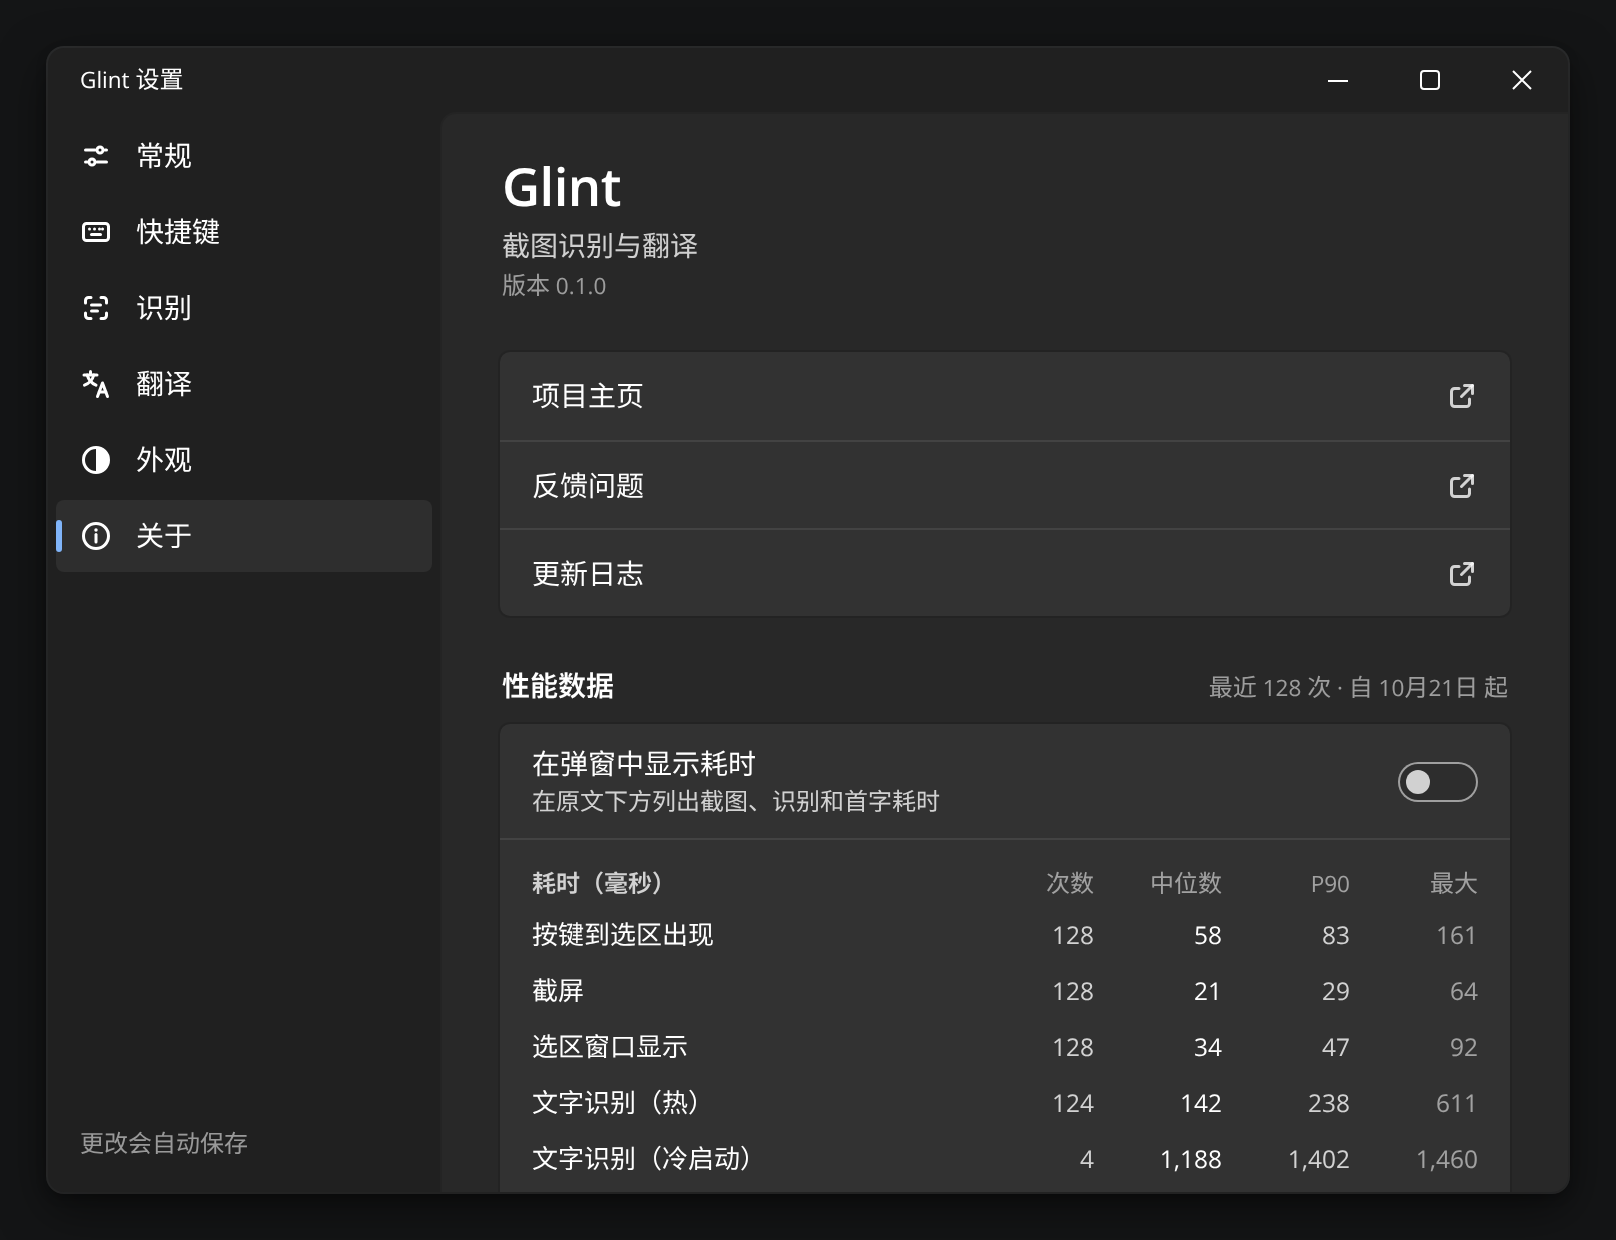 Glint 设置
常规
快捷键
识别
翻译
外观
关于
更改会自动保存
Glint
截图识别与翻译
版本 0.1.0
项目主页
反馈问题
更新日志
性能数据 最近 128 次 · 自 10月21日 起
在弹窗中显示耗时
在原文下方列出截图、识别和首字耗时
耗时（毫秒） 次数 中位数 P90 最大
按键到选区出现 128 58 83 161
截屏 128 21 29 64
选区窗口显示 128 34 47 92
文字识别（热） 124 142 238 611
文字识别（冷启动） 4 1,188 1,402 1,460